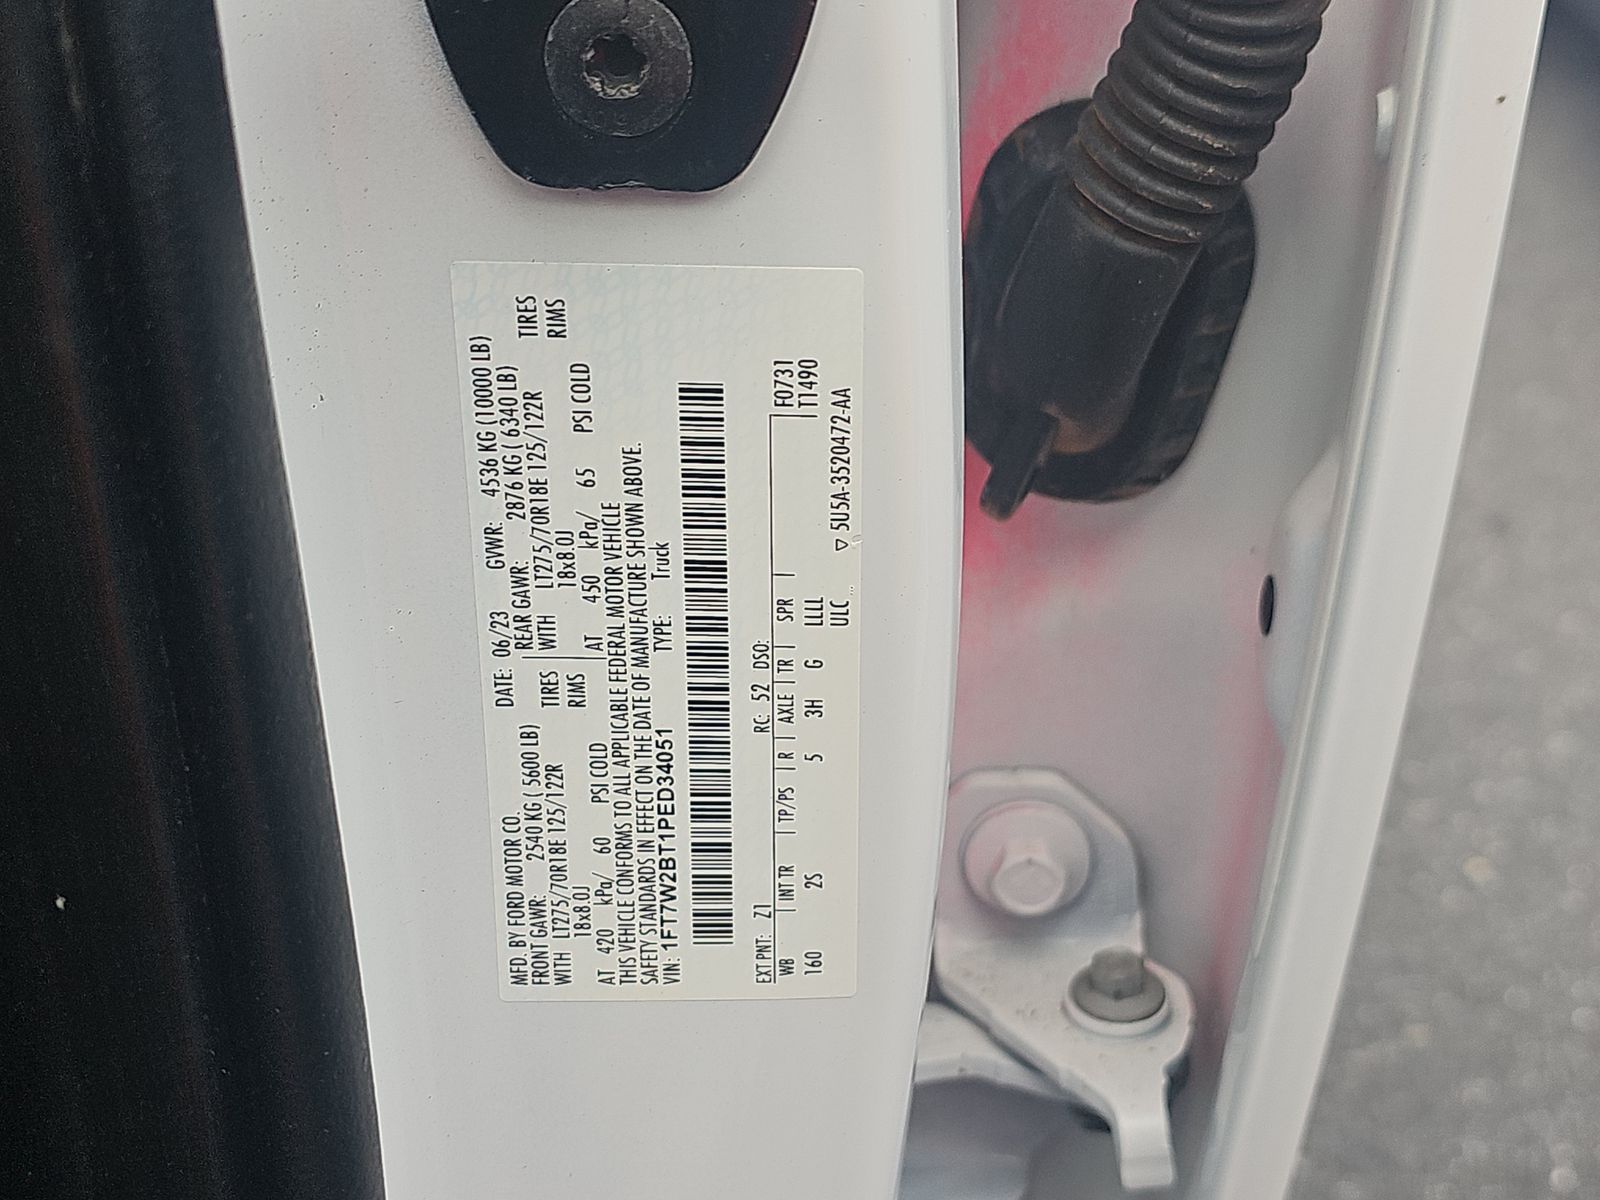 MFD. BY FORD MOTOR CO.
DATE: 06/23 GVWR: 4536 KG (10000 LB)
FRONT GAWR: 2540 KG ( 5600 LB) REAR GAWR: 2876 KG ( 6340 LB)
WITH LT275/70R18E 125/122R TIRES WITH LT275/70R18E 125/122R TIRES
18x8.0J RIMS 18x8.0J RIMS
AT 420 kPa/ 60 PSI COLD AT 450 kPa/ 65 PSI COLD
THIS VEHICLE CONFORMS TO ALL APPLICABLE FEDERAL MOTOR VEHICLE
SAFETY STANDARDS IN EFFECT ON THE DATE OF MANUFACTURE SHOWN ABOVE.
VIN: 1FT7W2BT1PED34051 TYPE: Truck
EXT PNT: Z1 RC: 52 DSO: F0731
WB | INT TR | TP/PS | R | AXLE | TR | SPR | T1490
160 2S 5 3H G LLLL
ULC ▽ 5U5A-3520472-AA